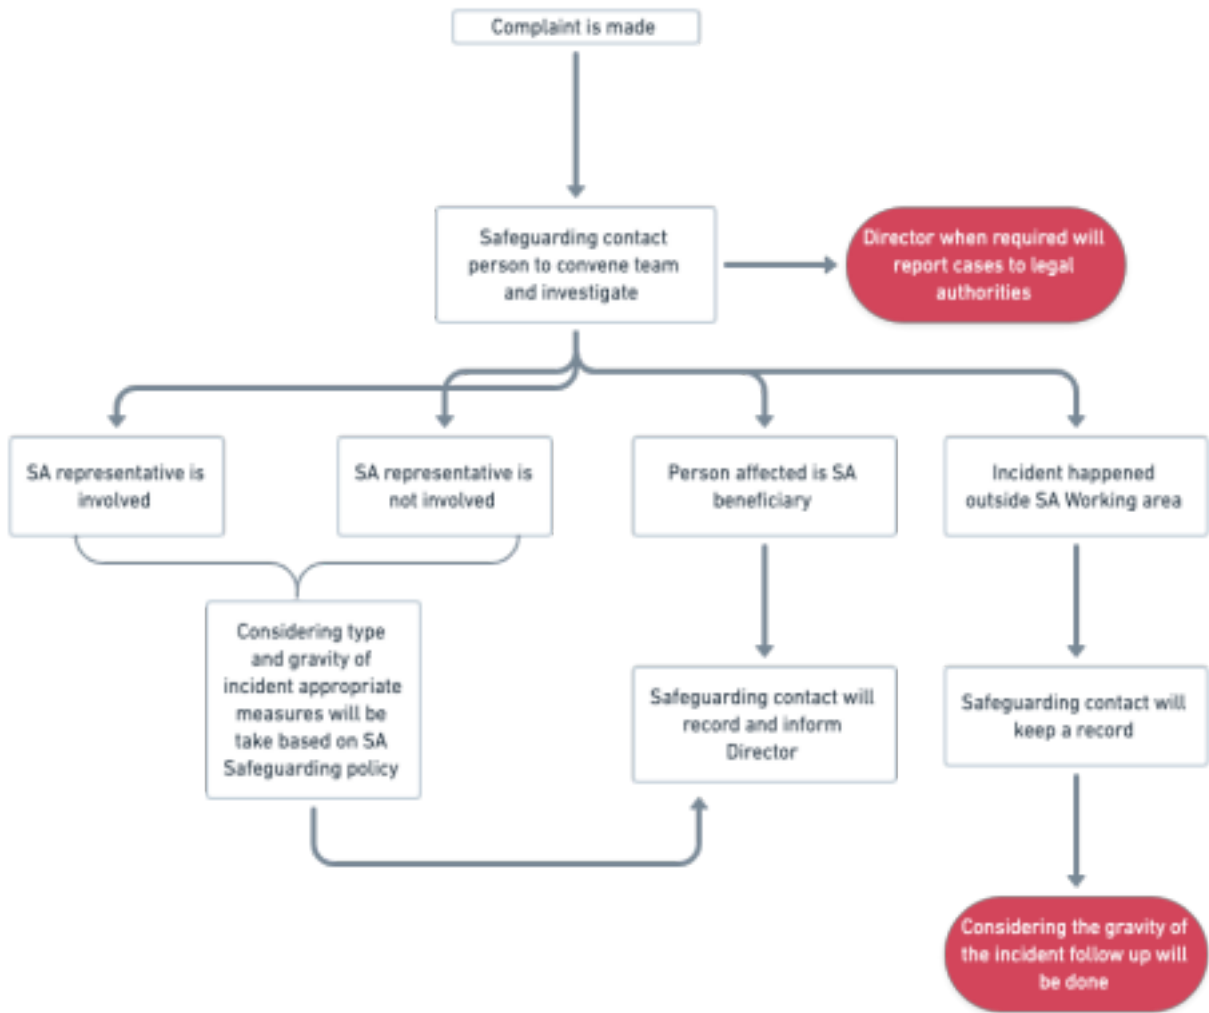 Complaint is made
Safeguarding contact
person to convene team
and investigate
Director when required will
report cases to legal
authorities
SA representative is
involved
SA representative is
not involved
Person affected is SA
beneficiary
Incident happened
outside SA Working area
Considering type
and gravity of
incident appropriate
measures will be
take based on SA
Safeguarding policy
Safeguarding contact will
record and inform
Director
Safeguarding contact will
keep a record
Considering the gravity of
the incident follow up will
be done